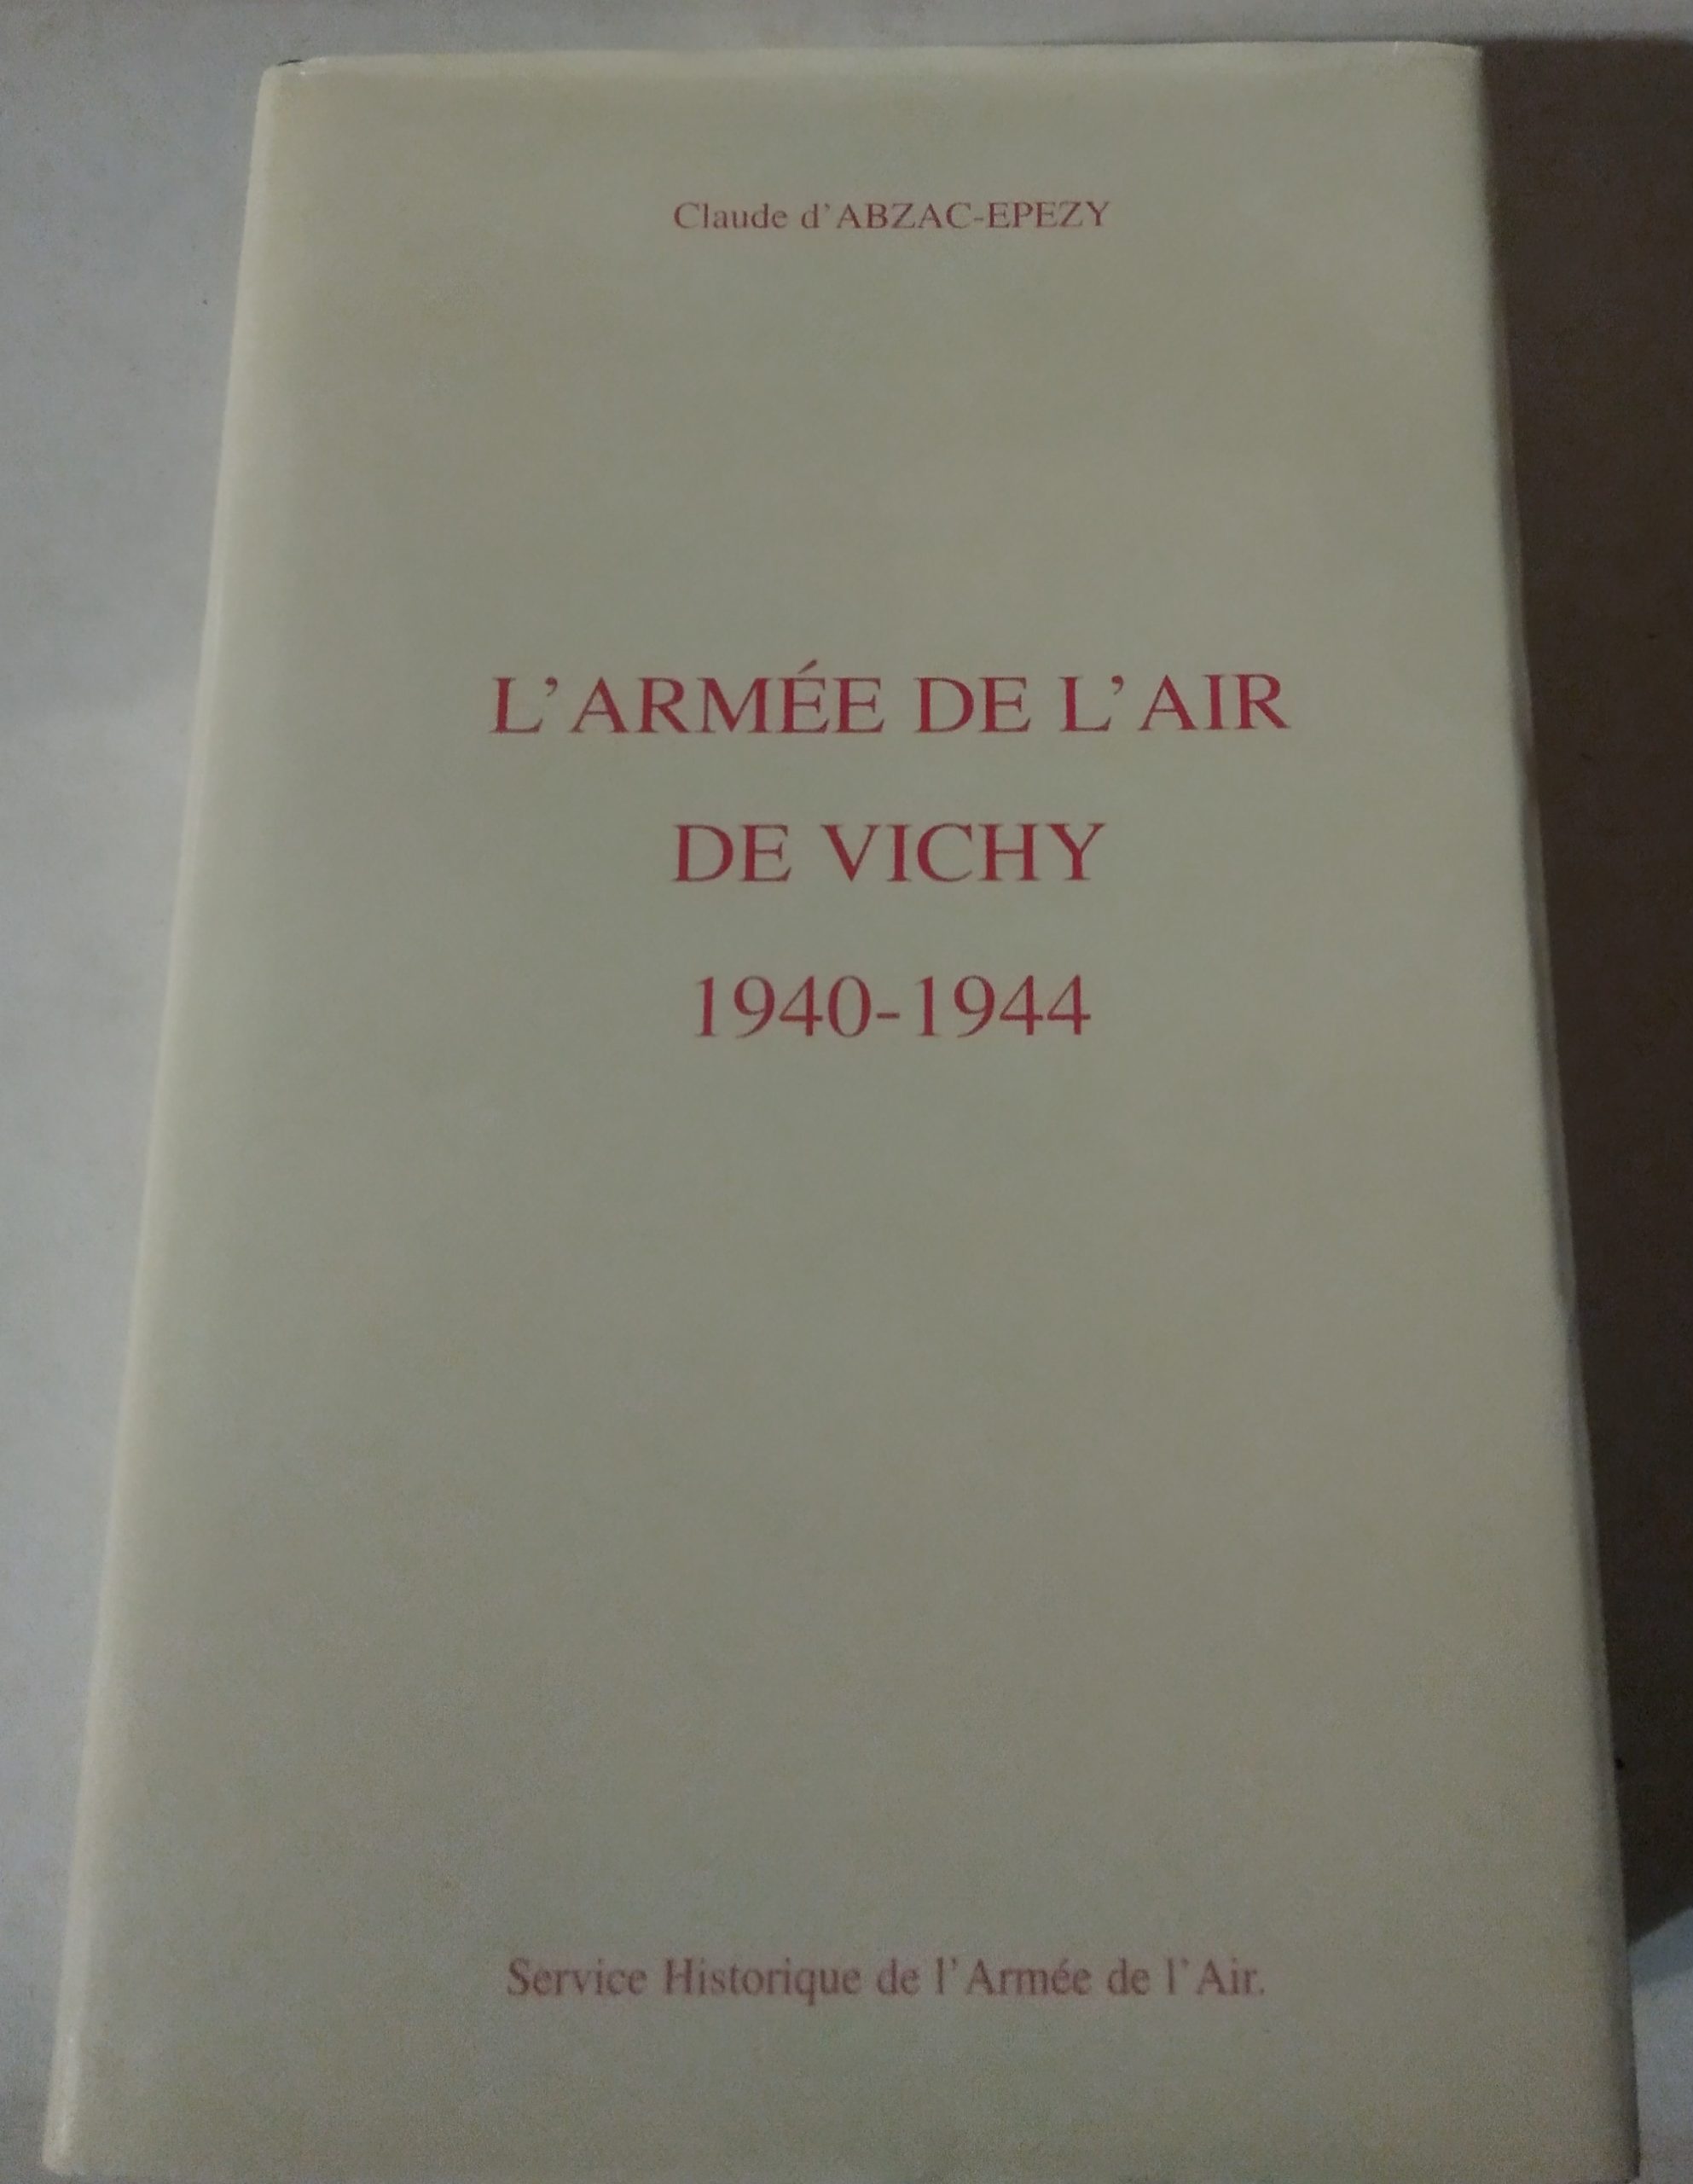 Claude d'ABZAC-EPEZY
L'ARMÉE DE L'AIR
DE VICHY
1940-1944
Service Historique de l'Armée de l'Air.